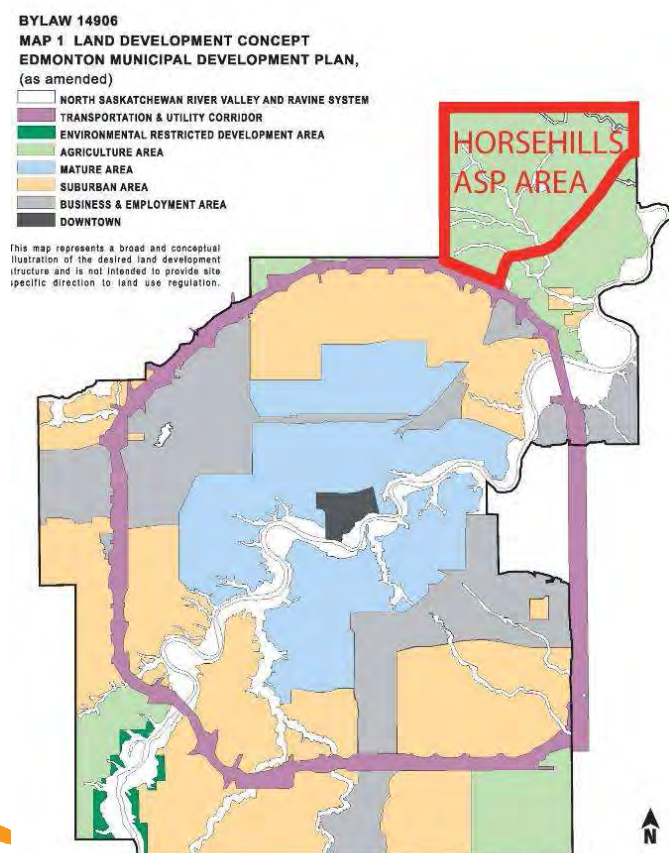 BYLAW 14906
MAP 1 LAND DEVELOPMENT CONCEPT
EDMONTON MUNICIPAL DEVELOPMENT PLAN,
(as amended)
NORTH SASKATCHEWAN RIVER VALLEY AND RAVINE SYSTEM
TRANSPORTATION & UTILITY CORRIDOR
ENVIRONMENTAL RESTRICTED DEVELOPMENT AREA
AGRICULTURE AREA
MATURE AREA
SUBURBAN AREA
BUSINESS & EMPLOYMENT AREA
DOWNTOWN
This map represents a broad and conceptual
illustration of the desired land development
structure and is not intended to provide site
specific direction to land use regulation.
HORSEHILLS
ASP AREA
N